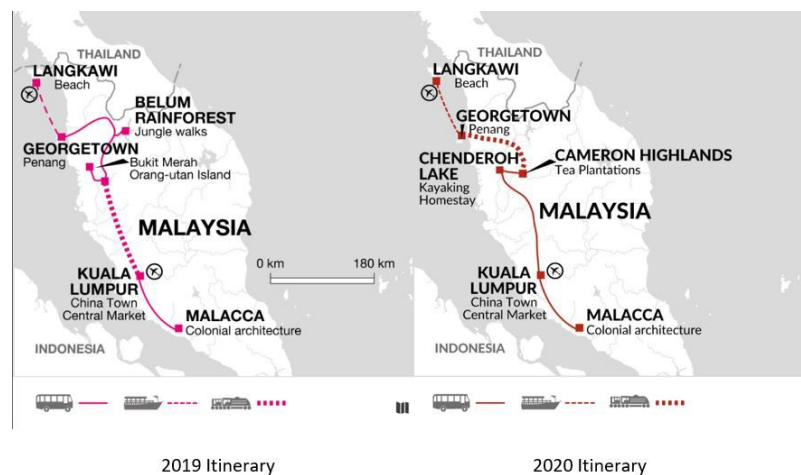 THAILAND
LANGKAWI
Beach
BELUM
RAINFOREST
Jungle walks
GEORGETOWN
Penang
Bukit Merah
Orang-utan Island
MALAYSIA
0 km
180 km
KUALA
LUMPUR
China Town
Central Market
MALACCA
Colonial architecture
INDONESIA
2019 Itinerary
THAILAND
LANGKAWI
Beach
GEORGETOWN
Penang
CHENDEROH
LAKE
Kayaking
Homestay
CAMERON HIGHLANDS
Tea Plantations
MALAYSIA
KUALA
LUMPUR
China Town
Central Market
MALACCA
Colonial architecture
INDONESIA
2020 Itinerary